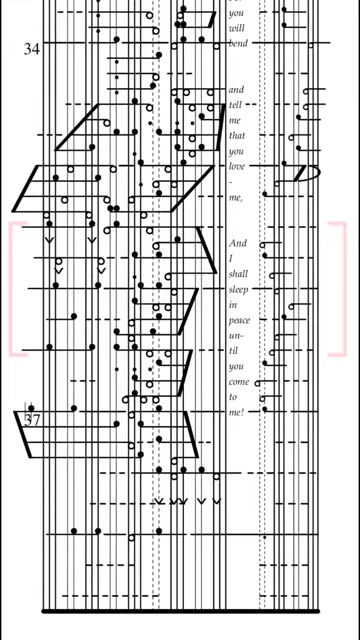 you
will
34
bend
and
tell
me
that
you
love
-
me,
And
I
shall
sleep
in
peace
un-
til
you
come
to
37
me!